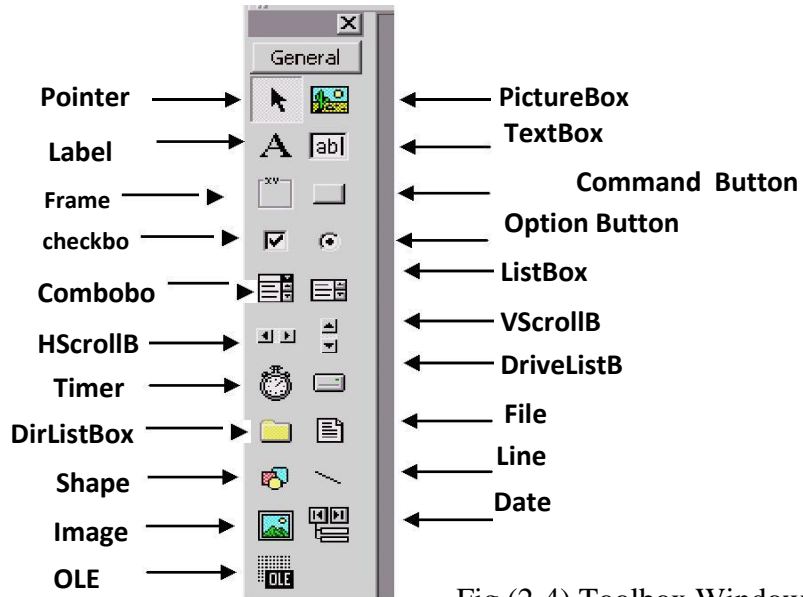 General
Pointer
PictureBox
Label
TextBox
A
ab
Frame
xv
Command Button
checkbo
Option Button
Combobo
ListBox
HScrollB
VScrollB
Timer
DriveListB
DirListBox
File
Shape
Line
Image
Date
OLE
OLE
Fig (2-4) Toolbox Window